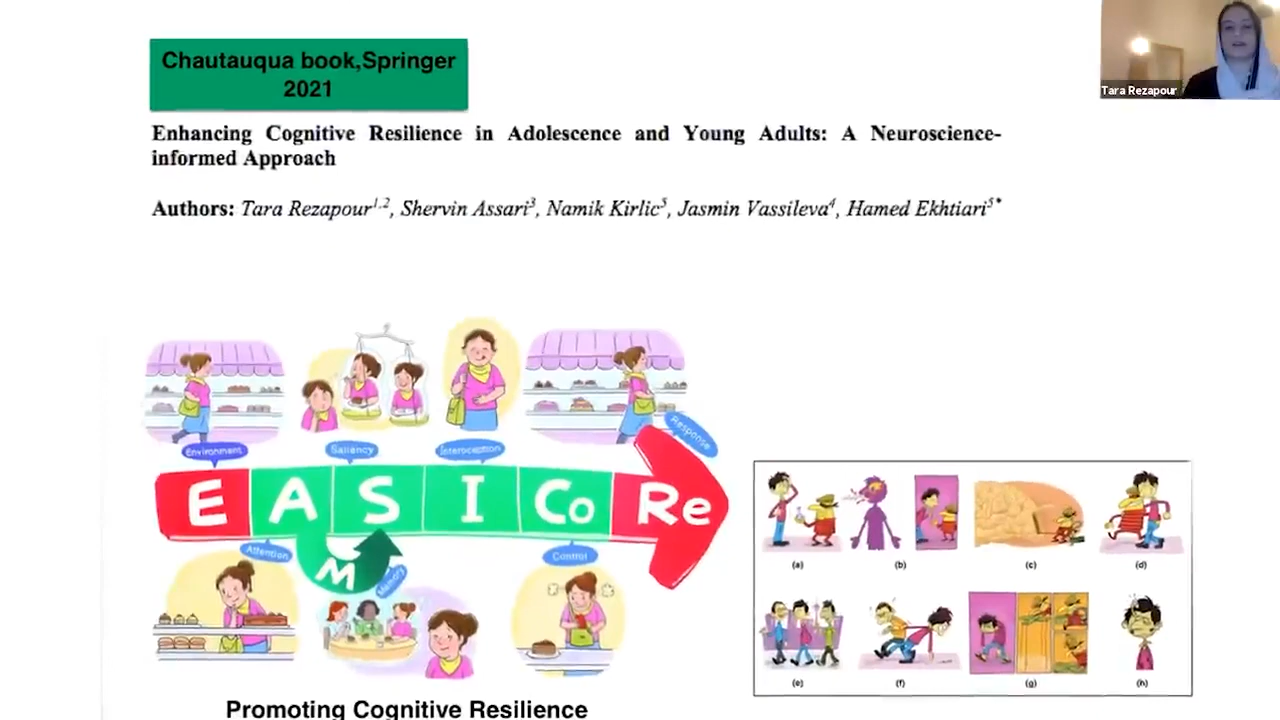 Chautauqua book,Springer
2021
Tara Rezapour
Enhancing Cognitive Resilience in Adolescence and Young Adults: A Neuroscience-
informed Approach
Authors: Tara Rezapour1,2, Shervin Assari3, Namik Kirlic5, Jasmin Vassileva4, Hamed Ekhtiari5*
Environment
Saliency
Interoception
Response
E A S I Co Re
M
Attention
Memory
Control
(a) (b) (c) (d)
(e) (f) (g) (h)
Promoting Cognitive Resilience